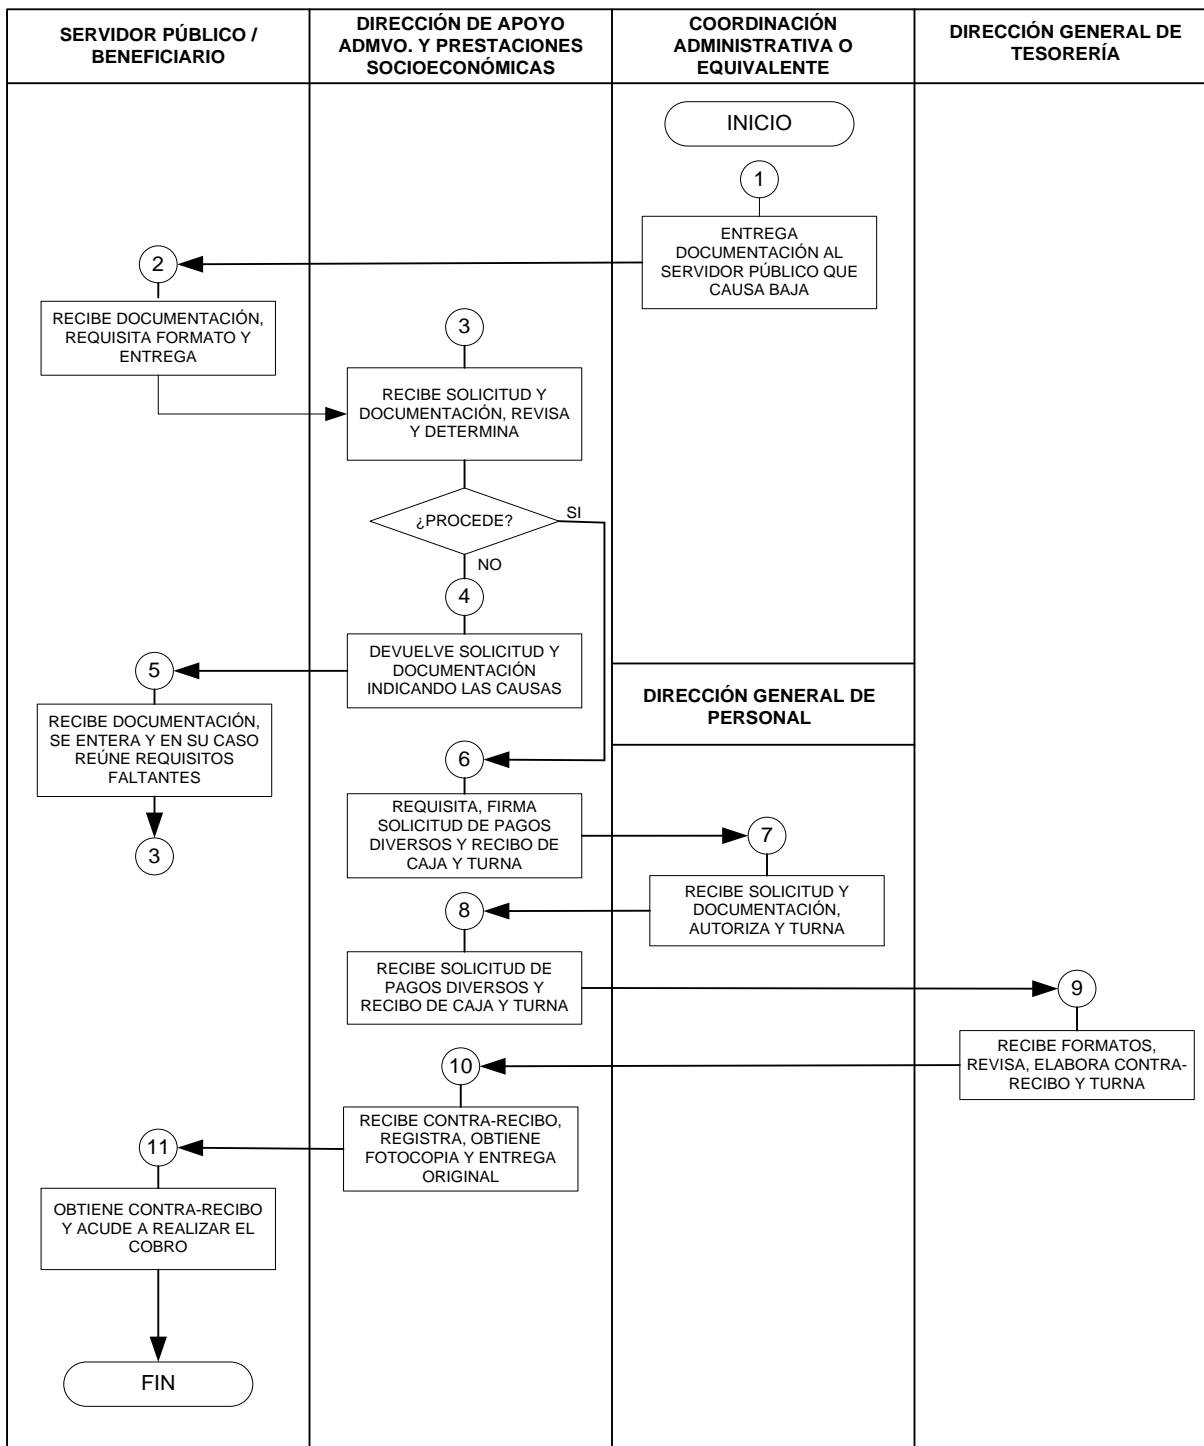 SERVIDOR PÚBLICO /
BENEFICIARIO
DIRECCIÓN DE APOYO
ADMVO. Y PRESTACIONES
SOCIOECONÓMICAS
COORDINACIÓN
ADMINISTRATIVA O
EQUIVALENTE
DIRECCIÓN GENERAL DE
TESORERÍA
INICIO
1
ENTREGA
DOCUMENTACIÓN AL
SERVIDOR PÚBLICO QUE
CAUSA BAJA
2
RECIBE DOCUMENTACIÓN,
REQUISITA FORMATO Y
ENTREGA
3
RECIBE SOLICITUD Y
DOCUMENTACIÓN, REVISA
Y DETERMINA
¿PROCEDE?
SI
NO
4
DEVUELVE SOLICITUD Y
DOCUMENTACIÓN
INDICANDO LAS CAUSAS
5
RECIBE DOCUMENTACIÓN,
SE ENTERA Y EN SU CASO
REÚNE REQUISITOS
FALTANTES
3
DIRECCIÓN GENERAL DE
PERSONAL
6
REQUISITA, FIRMA
SOLICITUD DE PAGOS
DIVERSOS Y RECIBO DE
CAJA Y TURNA
7
RECIBE SOLICITUD Y
DOCUMENTACIÓN,
AUTORIZA Y TURNA
8
RECIBE SOLICITUD DE
PAGOS DIVERSOS Y
RECIBO DE CAJA Y TURNA
9
RECIBE FORMATOS,
REVISA, ELABORA CONTRA-
RECIBO Y TURNA
10
RECIBE CONTRA-RECIBO,
REGISTRA, OBTIENE
FOTOCOPIA Y ENTREGA
ORIGINAL
11
OBTIENE CONTRA-RECIBO
Y ACUDE A REALIZAR EL
COBRO
FIN